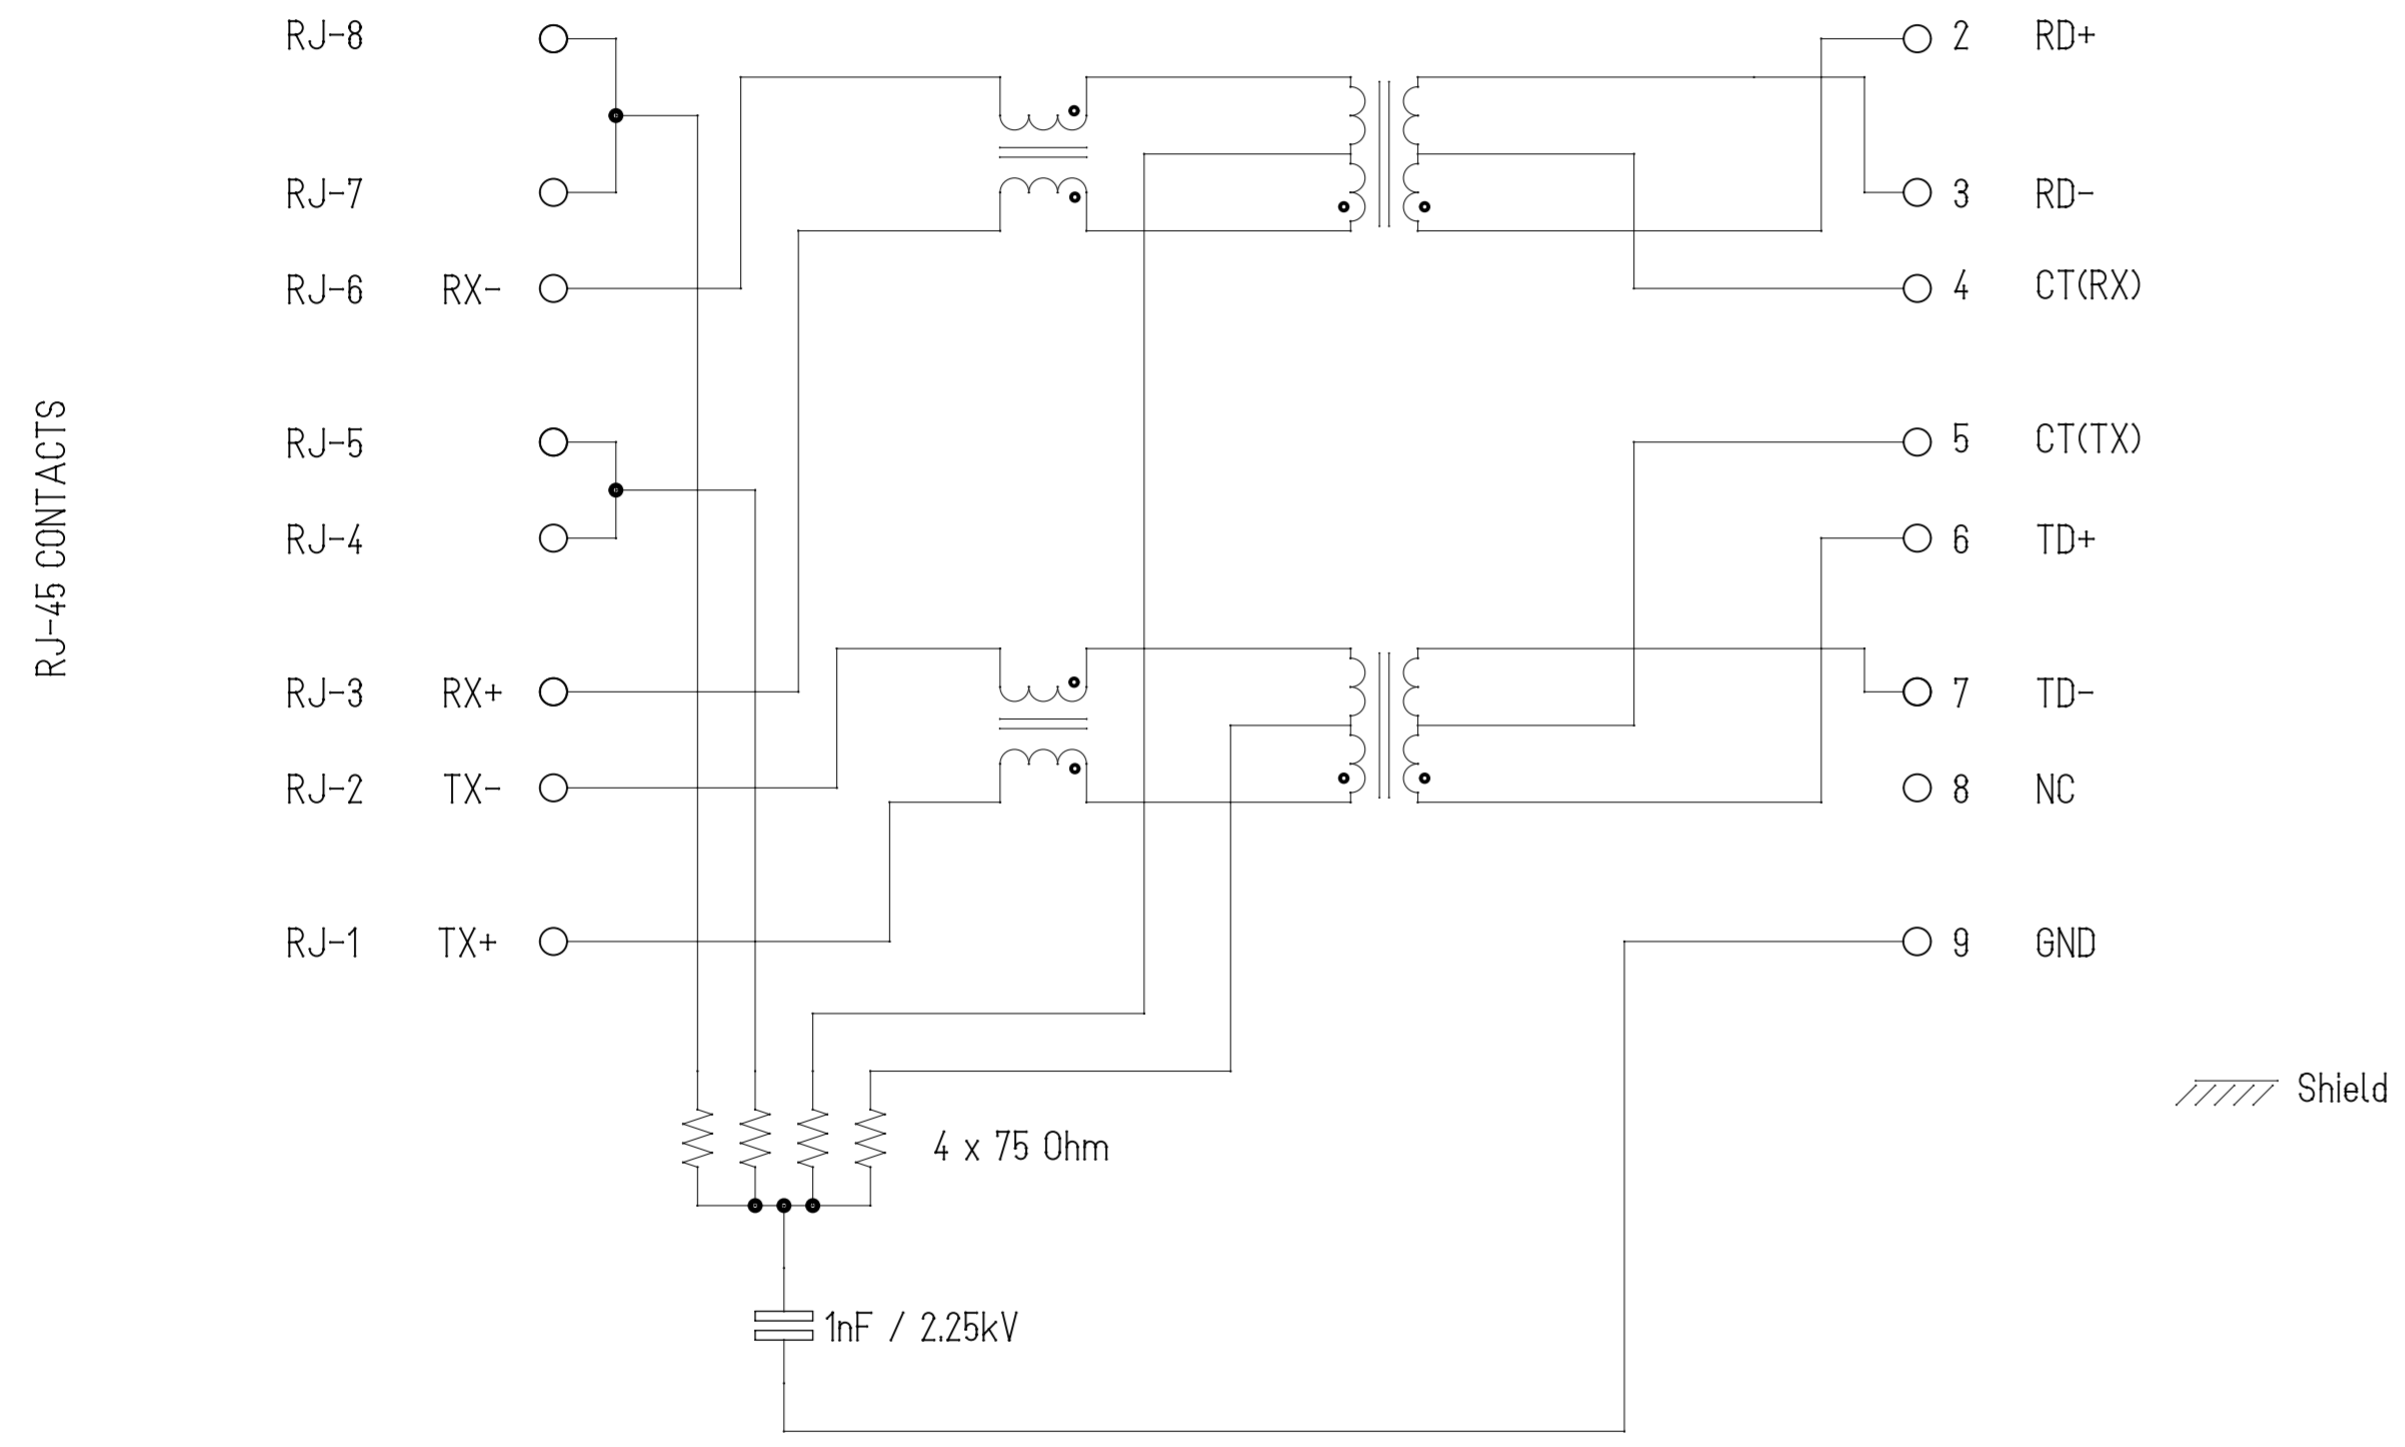 RJ-45 CONTACTS
RJ-8 2 RD+
RJ-7 3 RD-
RJ-6 RX- 4 CT(RX)
RJ-5 5 CT(TX)
RJ-4 6 TD+
RJ-3 RX+ 7 TD-
RJ-2 TX- 8 NC
RJ-1 TX+ 9 GND
Shield
4 x 75 Ohm
1nF / 2.25kV